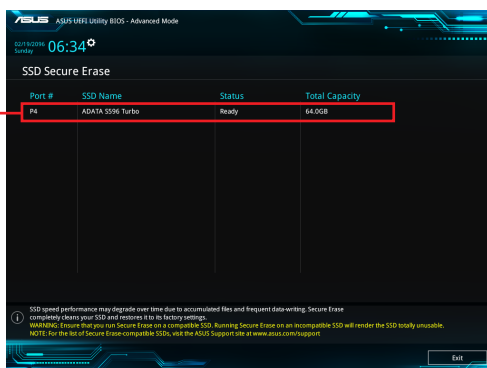 ASUS ASUS UEFI Utility BIOS - Advanced Mode
02/19/2096
Sunday
06:34
SSD Secure Erase
Port # SSD Name Status Total Capacity
P4 ADATA S596 Turbo Ready 64.0GB
SSD speed performance may degrade over time due to accumulated files and frequent data-writing. Secure Erase
completely cleans your SSD and restores it to its factory settings.
WARNING: Ensure that you run Secure Erase on a compatible SSD. Running Secure Erase on an incompatible SSD will render the SSD totally unusable.
NOTE: For the list of Secure Erase-compatible SSDs, visit the ASUS Support site at www.asus.com/support
Exit